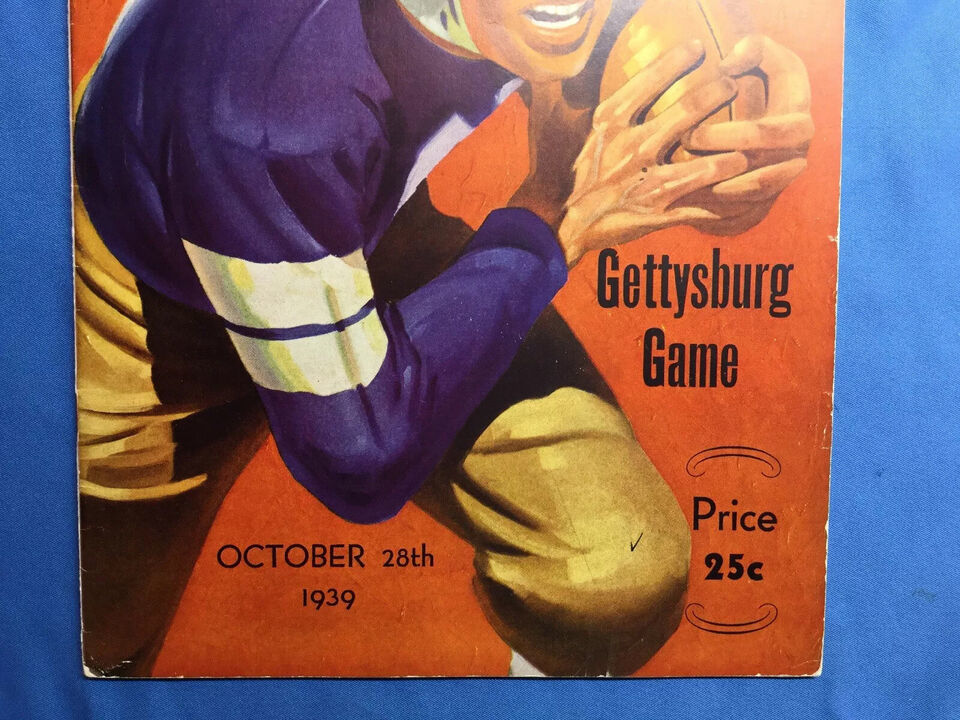 Gettysburg
Game
Price
25c
OCTOBER 28th
1939